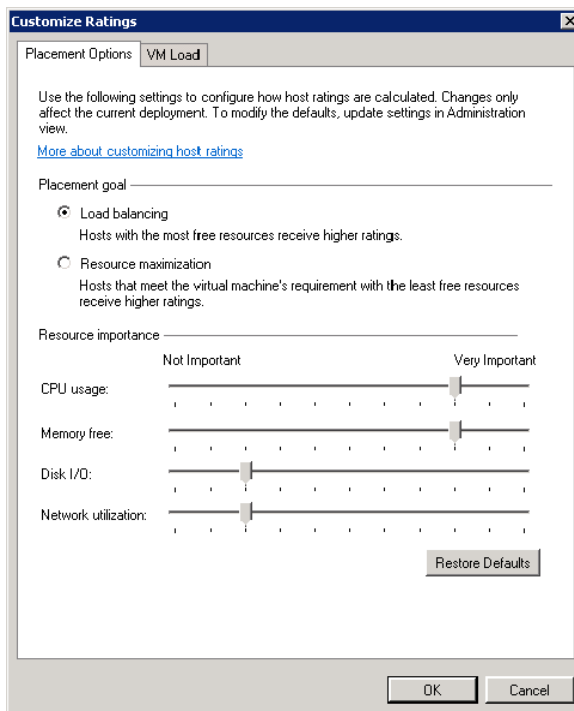 Customize Ratings
Placement Options
VM Load
Use the following settings to configure how host ratings are calculated. Changes only
affect the current deployment. To modify the defaults, update settings in Administration
view.
More about customizing host ratings
Placement goal
Load balancing
Hosts with the most free resources receive higher ratings.
Resource maximization
Hosts that meet the virtual machine's requirement with the least free resources
receive higher ratings.
Resource importance
Not Important
Very Important
CPU usage:
Memory free:
Disk I/O:
Network utilization:
Restore Defaults
OK
Cancel